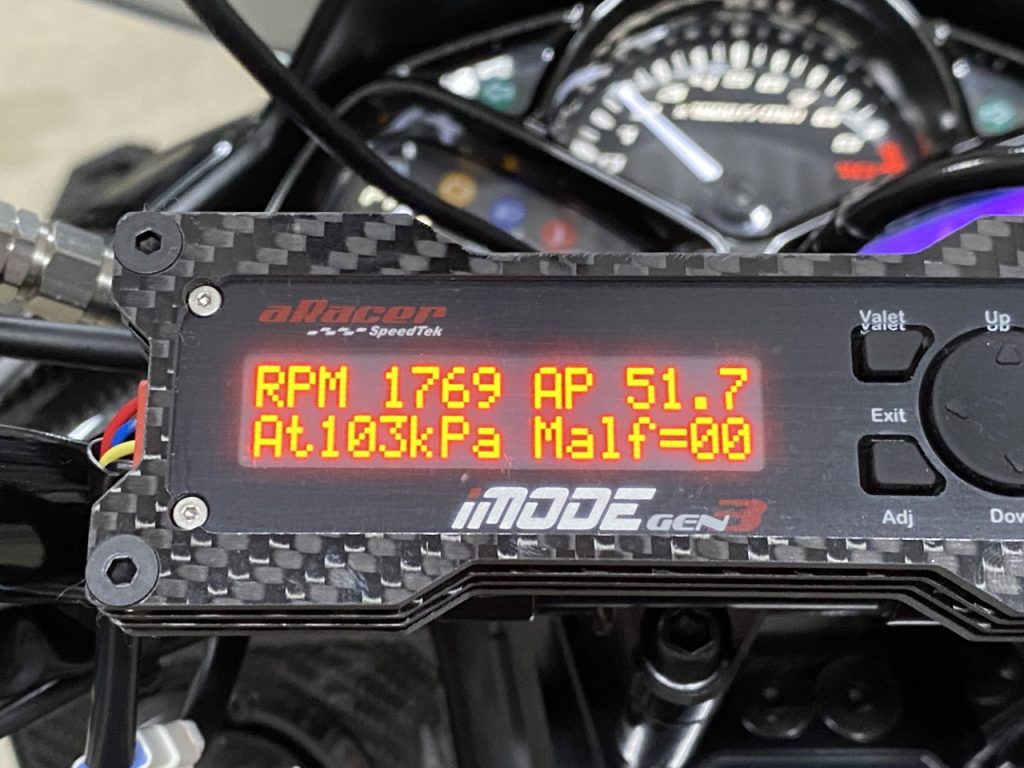 aRacer
SpeedTek
RPM 1769 AP 51.7
At103kPa Malf=00
iMODE GEN3
Valet
Up
Exit
Adj